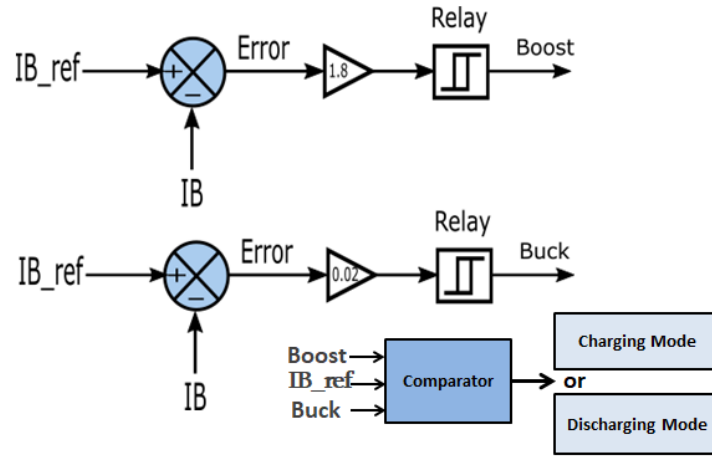 Relay
IB_ref
+
−
Error
1.8
Boost
IB
Relay
IB_ref
+
−
Error
0.02
Buck
IB
Boost
IB_ref
Buck
Comparator
Charging Mode
or
Discharging Mode